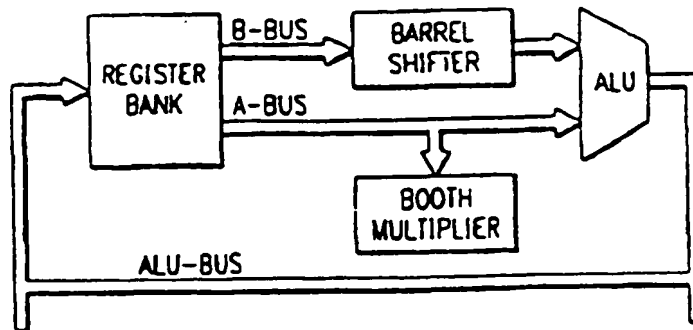 B-BUS
BARREL
SHIFTER
REGISTER
BANK
ALU
A-BUS
BOOTH
MULTIPLIER
ALU-BUS